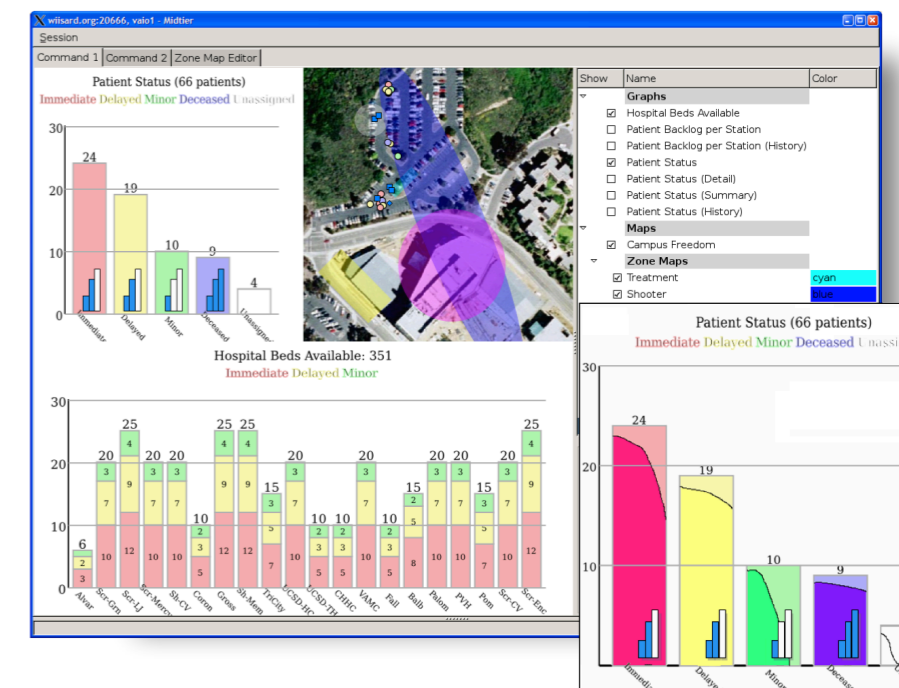 wiisard.org:20666, vaio1 - Midtier
Session
Command 1 Command 2 Zone Map Editor
Patient Status (66 patients)
Immediate Delayed Minor Deceased Unassigned
30
20
10
0
24
19
10
9
4
Immediate
Delayed
Minor
Deceased
Unassigned
Show Name Color
Graphs
Hospital Beds Available
Patient Backlog per Station
Patient Backlog per Station (History)
Patient Status
Patient Status (Detail)
Patient Status (Summary)
Patient Status (History)
Maps
Campus Freedom
Zone Maps
Treatment cyan
Shooter blue
Hospital Beds Available: 351
Immediate Delayed Minor
30
20
10
0
6 20 25 20 20 10 25 25 15 20 10 10 20 10 15 20 20 15 20 25
3 4 3 3 2 4 4 3 3 2 2 3 2 2 3 3 3 3 4
2 7 9 7 7 3 9 9 5 7 3 3 7 3 5 7 7 5 7 9
3 10 12 10 10 5 12 12 7 10 5 5 10 5 8 10 10 7 10 12
Alvar
Scr-Grn
Scr-LJ
Scr-Merc
Sh-CV
Coron
Gross
Sh-Mem
TriCity
UCSD-HC
UCSD-TH
CHHC
VAMC
Fall
Balb
Palom
PVH
Pom
Scr-CV
Scr-Enc
Patient Status (66 patients)
Immediate Delayed Minor Deceased Unassi
30
20
10
24
19
10
9
4
Immedi
Delaye
Minor
Deceas